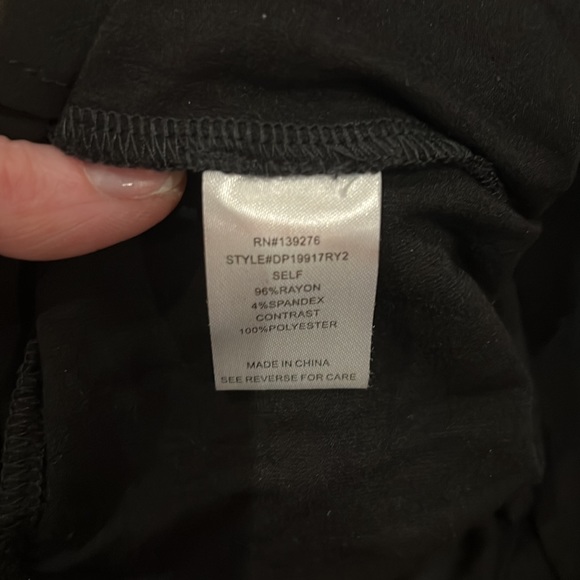 RN#139276
STYLE#DP19917RY2
SELF
96%RAYON
4%SPANDEX
CONTRAST
100%POLYESTER
MADE IN CHINA
SEE REVERSE FOR CARE